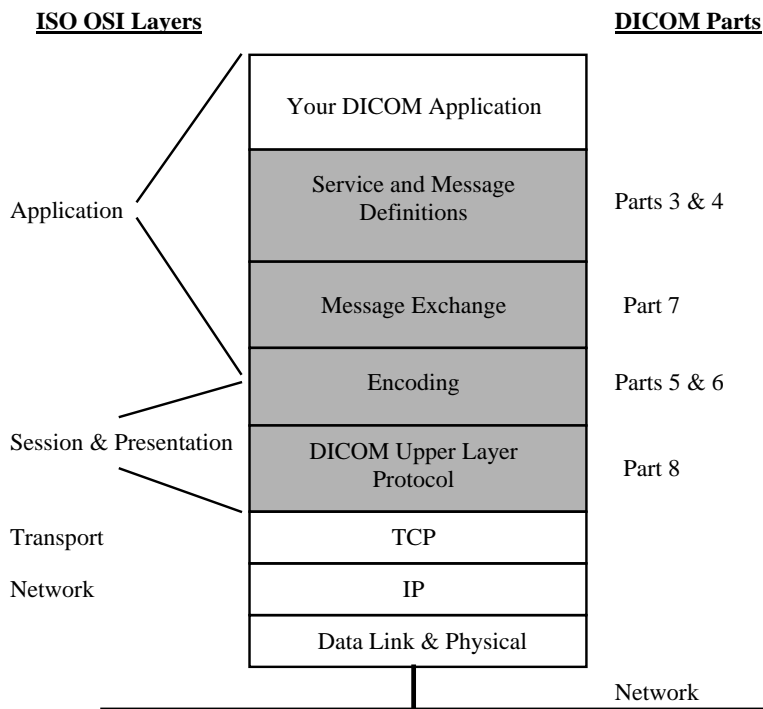 ISO OSI Layers
DICOM Parts
Your DICOM Application
Service and Message
Definitions
Application
Parts 3 & 4
Message Exchange
Part 7
Encoding
Parts 5 & 6
Session & Presentation
DICOM Upper Layer
Protocol
Part 8
Transport
TCP
Network
IP
Data Link & Physical
Network